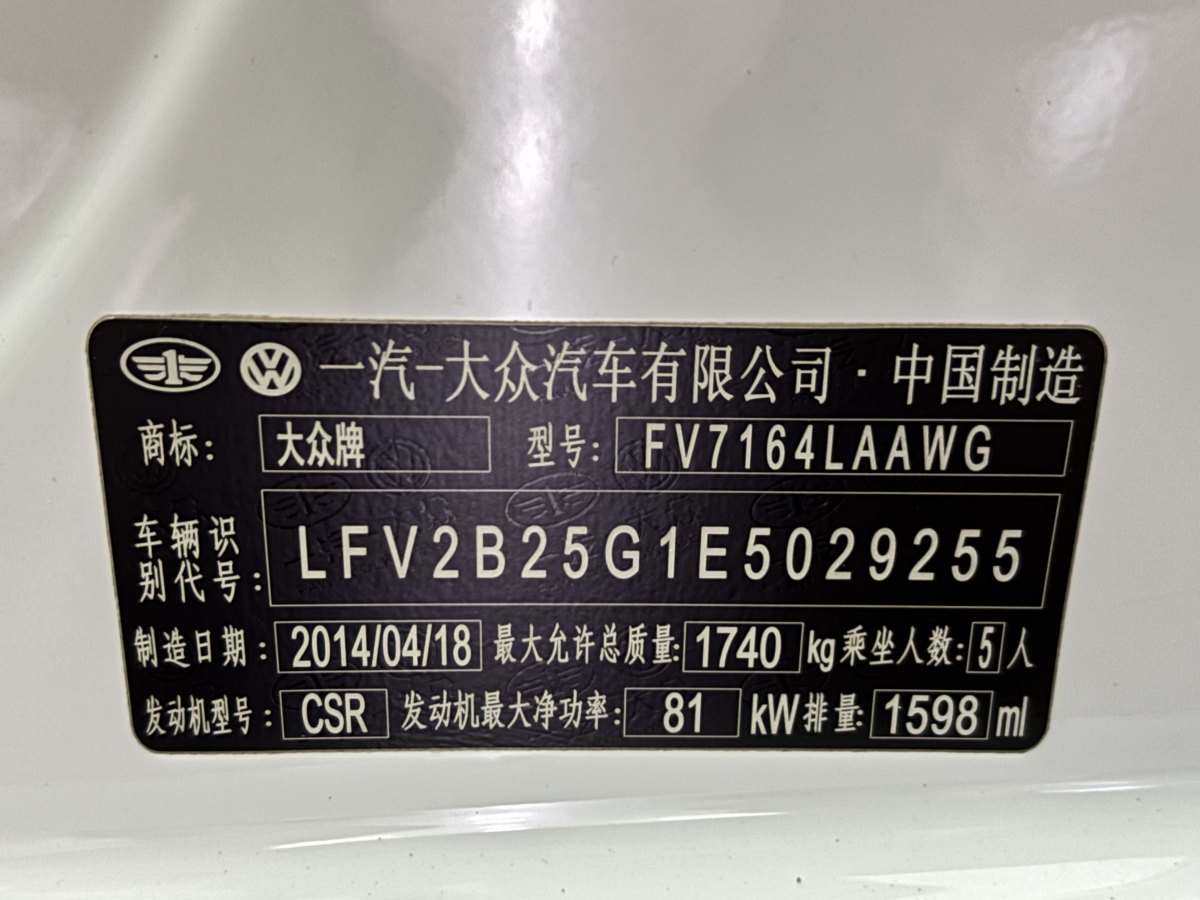 一汽-大众汽车有限公司·中国制造
商标: 大众牌 型号: FV7164LAAWG
车辆识别代号: LFV2B25G1E5029255
制造日期: 2014/04/18 最大允许总质量: 1740 kg 乘坐人数: 5 人
发动机型号: CSR 发动机最大净功率: 81 kW 排量: 1598 ml